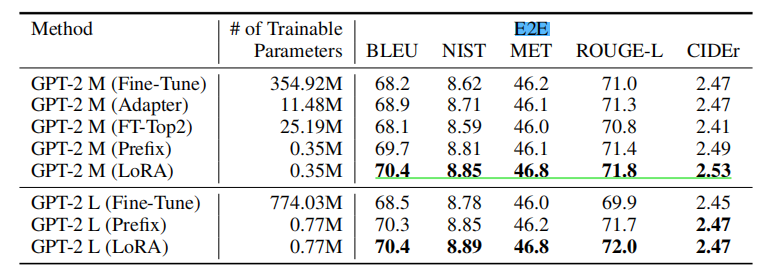 Method # of Trainable E2E
Parameters BLEU NIST MET ROUGE-L CIDEr
GPT-2 M (Fine-Tune) 354.92M 68.2 8.62 46.2 71.0 2.47
GPT-2 M (Adapter) 11.48M 68.9 8.71 46.1 71.3 2.47
GPT-2 M (FT-Top2) 25.19M 68.1 8.59 46.0 70.8 2.41
GPT-2 M (Prefix) 0.35M 69.7 8.81 46.1 71.4 2.49
GPT-2 M (LoRA) 0.35M 70.4 8.85 46.8 71.8 2.53
GPT-2 L (Fine-Tune) 774.03M 68.5 8.78 46.0 69.9 2.45
GPT-2 L (Prefix) 0.77M 70.3 8.85 46.2 71.7 2.47
GPT-2 L (LoRA) 0.77M 70.4 8.89 46.8 72.0 2.47